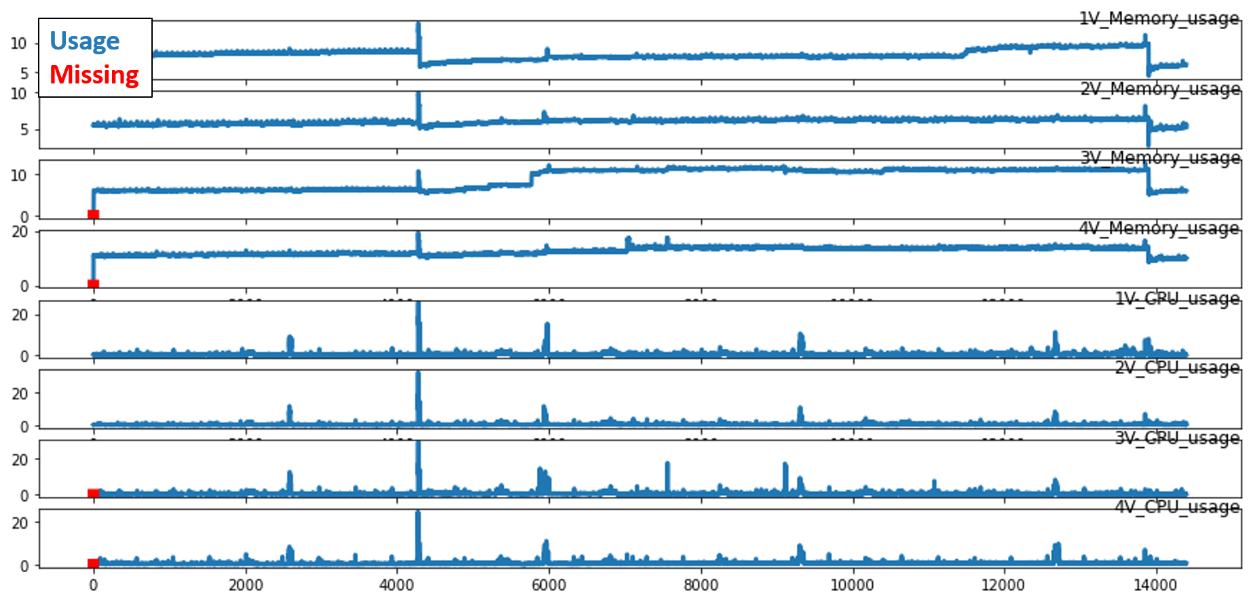 Usage
Missing
1V_Memory_usage
10
5
2V_Memory_usage
10
5
3V_Memory_usage
10
0
4V_Memory_usage
20
0
1V_CPU_usage
20
0
2V_CPU_usage
20
0
3V_CPU_usage
20
0
4V_CPU_usage
20
0
0 2000 4000 6000 8000 10000 12000 14000